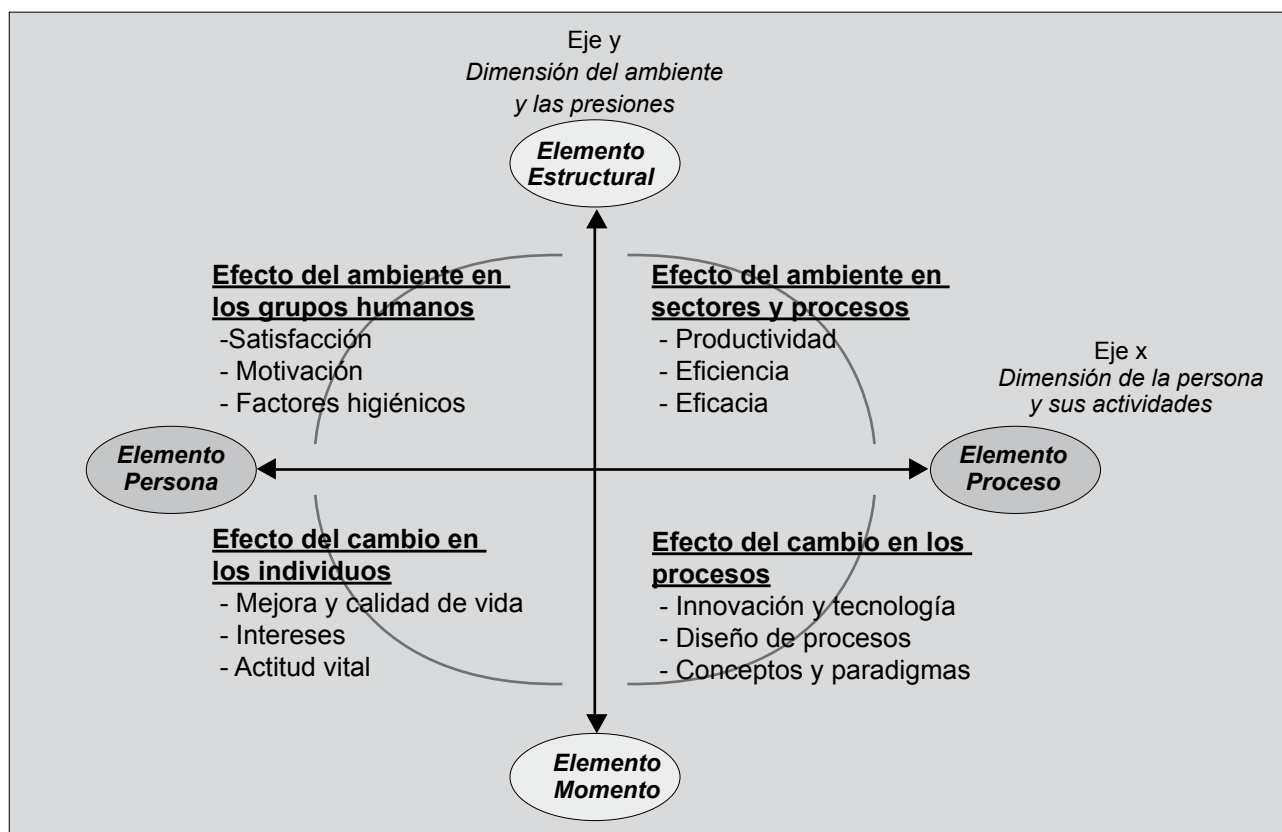 Eje y
Dimensión del ambiente
y las presiones
Elemento
Estructural
Efecto del ambiente en
los grupos humanos
-Satisfacción
- Motivación
- Factores higiénicos
Efecto del ambiente en
sectores y procesos
- Productividad
- Eficiencia
- Eficacia
Eje x
Dimensión de la persona
y sus actividades
Elemento
Persona
Elemento
Proceso
Efecto del cambio en
los individuos
- Mejora y calidad de vida
- Intereses
- Actitud vital
Efecto del cambio en los
procesos
- Innovación y tecnología
- Diseño de procesos
- Conceptos y paradigmas
Elemento
Momento